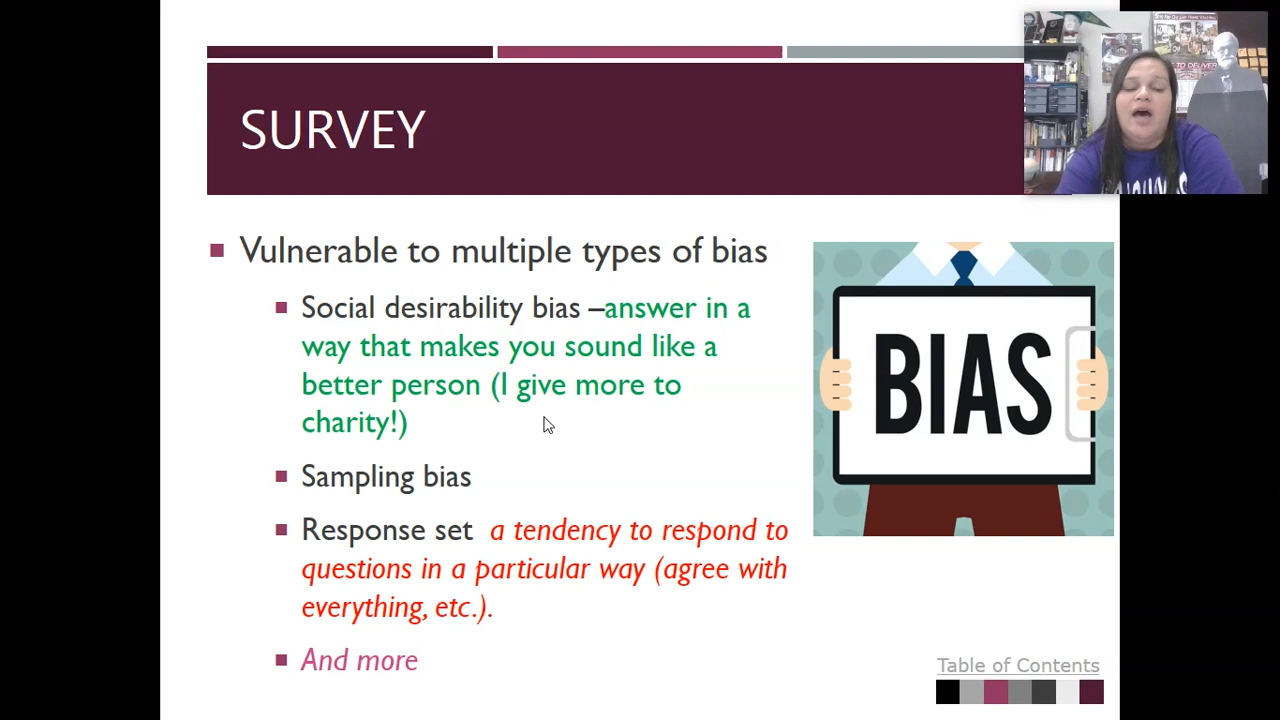 SURVEY
Vulnerable to multiple types of bias
Social desirability bias –answer in a
way that makes you sound like a
better person (I give more to
charity!)
Sampling bias
Response set a tendency to respond to
questions in a particular way (agree with
everything, etc.).
And more
BIAS
Table of Contents